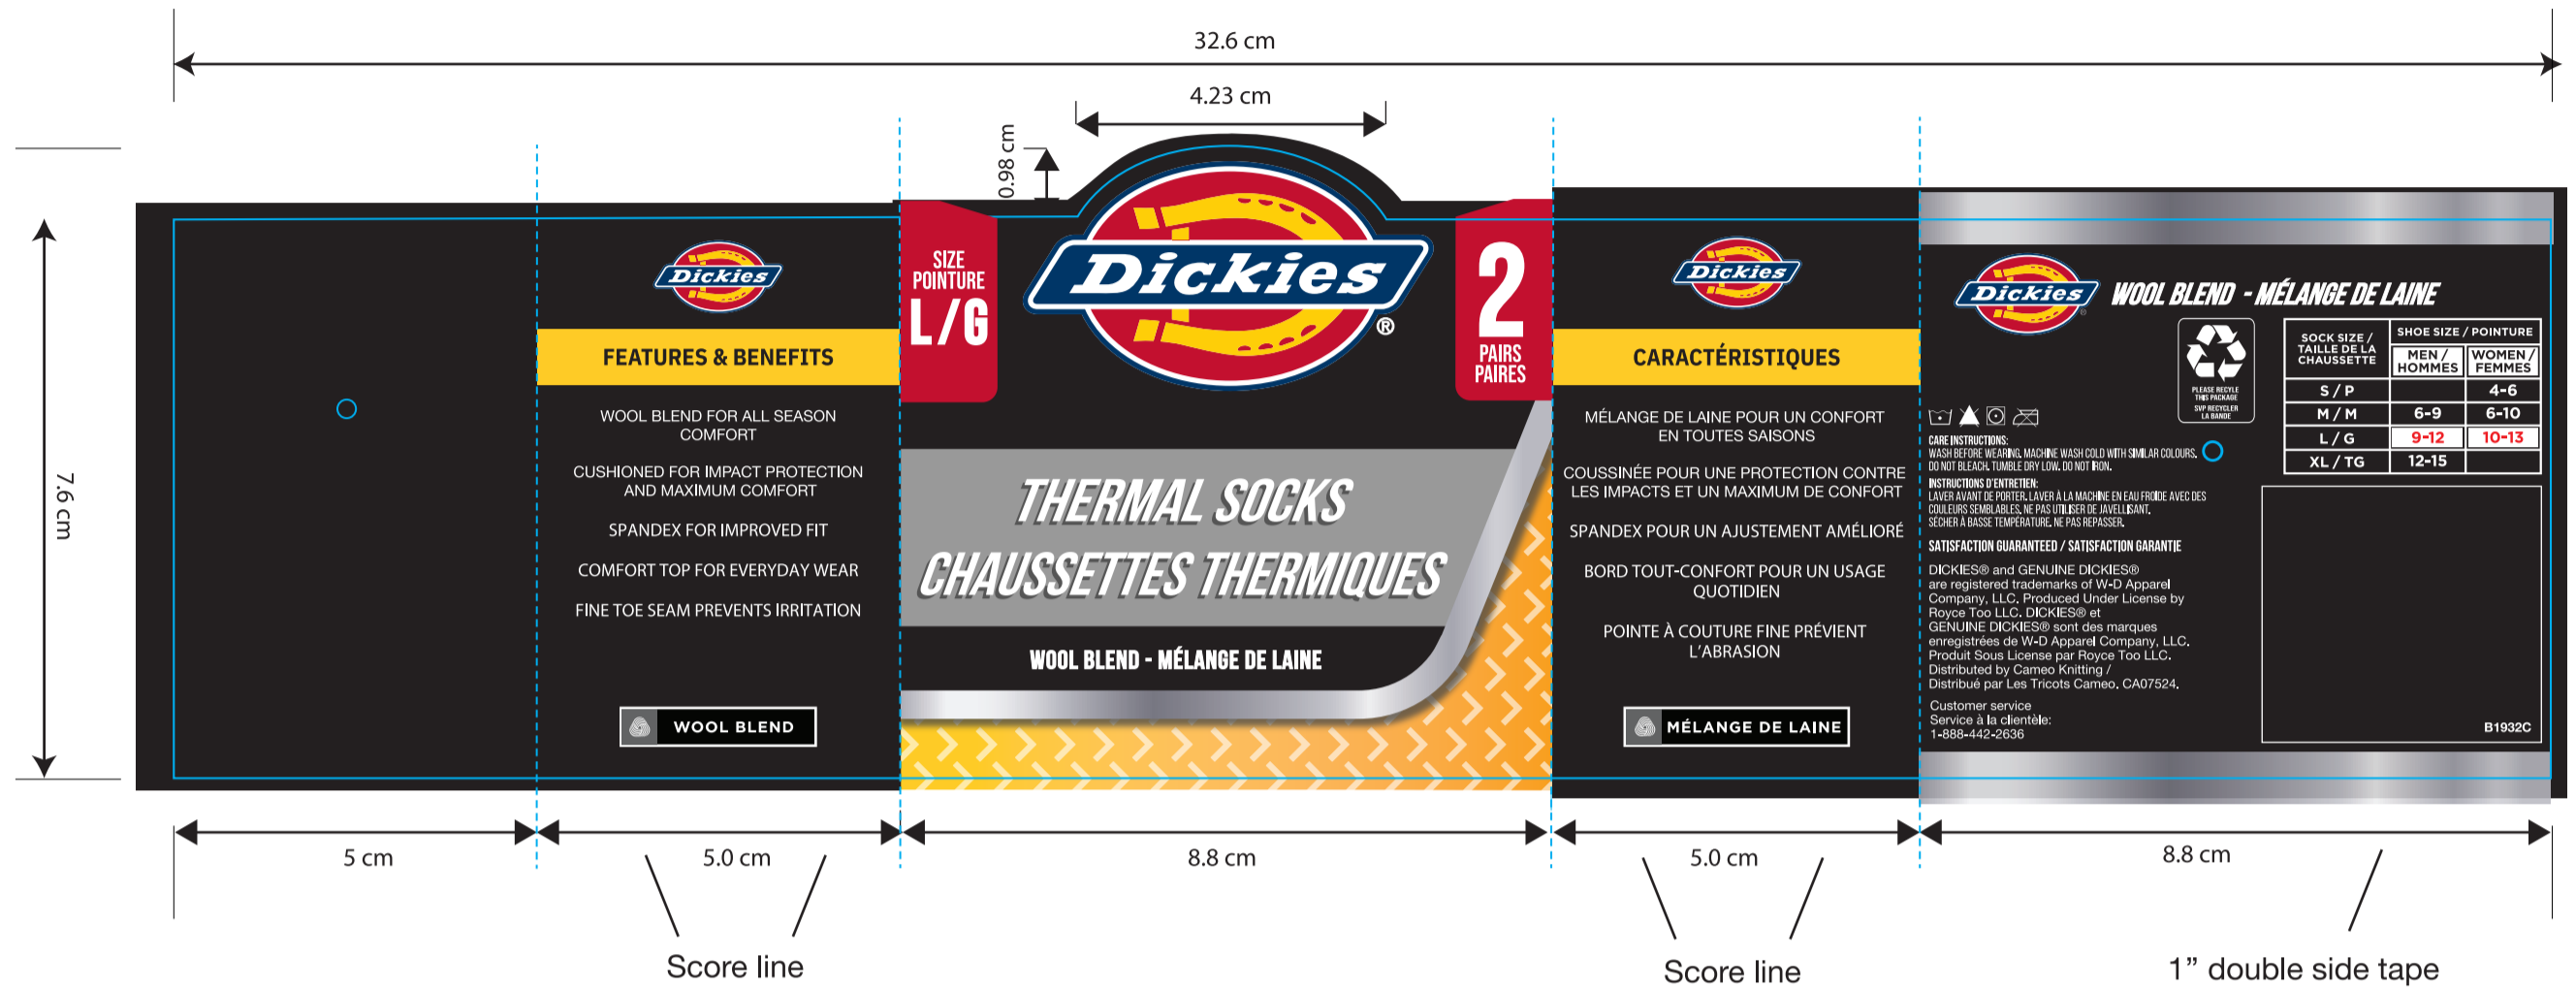 32.6 cm
4.23 cm
0.98 cm
7.6 cm
Dickies
FEATURES & BENEFITS
WOOL BLEND FOR ALL SEASON
COMFORT
CUSHIONED FOR IMPACT PROTECTION
AND MAXIMUM COMFORT
SPANDEX FOR IMPROVED FIT
COMFORT TOP FOR EVERYDAY WEAR
FINE TOE SEAM PREVENTS IRRITATION
WOOL BLEND
SIZE
POINTURE
L/G
Dickies
®
2
PAIRS
PAIRES
THERMAL SOCKS
CHAUSSETTES THERMIQUES
WOOL BLEND - MÉLANGE DE LAINE
Dickies
CARACTÉRISTIQUES
MÉLANGE DE LAINE POUR UN CONFORT
EN TOUTES SAISONS
COUSSINÉE POUR UNE PROTECTION CONTRE
LES IMPACTS ET UN MAXIMUM DE CONFORT
SPANDEX POUR UN AJUSTEMENT AMÉLIORÉ
BORD TOUT-CONFORT POUR UN USAGE
QUOTIDIEN
POINTE À COUTURE FINE PRÉVIENT
L'ABRASION
MÉLANGE DE LAINE
Dickies
®
WOOL BLEND - MÉLANGE DE LAINE
PLEASE RECYLE
THIS PACKAGE
SVP RECYCLER
LA BANDE
SOCK SIZE /
TAILLE DE LA
CHAUSSETTE
SHOE SIZE / POINTURE
MEN /
HOMMES
WOMEN /
FEMMES
S / P 4-6
M / M 6-9 6-10
L / G 9-12 10-13
XL / TG 12-15
CARE INSTRUCTIONS:
WASH BEFORE WEARING. MACHINE WASH COLD WITH SIMILAR COLOURS.
DO NOT BLEACH. TUMBLE DRY LOW. DO NOT IRON.
INSTRUCTIONS D'ENTRETIEN:
LAVER AVANT DE PORTER. LAVER À LA MACHINE EN EAU FROIDE AVEC DES
COULEURS SEMBLABLES. NE PAS UTILISER DE JAVELLISANT.
SÉCHER À BASSE TEMPÉRATURE. NE PAS REPASSER.
SATISFACTION GUARANTEED / SATISFACTION GARANTIE
DICKIES® and GENUINE DICKIES®
are registered trademarks of W-D Apparel
Company, LLC. Produced Under License by
Royce Too LLC. DICKIES® et
GENUINE DICKIES® sont des marques
enregistrées de W-D Apparel Company, LLC.
Produit Sous License par Royce Too LLC.
Distributed by Cameo Knitting /
Distribué par Les Tricots Cameo. CA07524.
Customer service
Service à la clientèle:
1-888-442-2636
B1932C
5 cm
5.0 cm
8.8 cm
5.0 cm
8.8 cm
Score line
Score line
1” double side tape